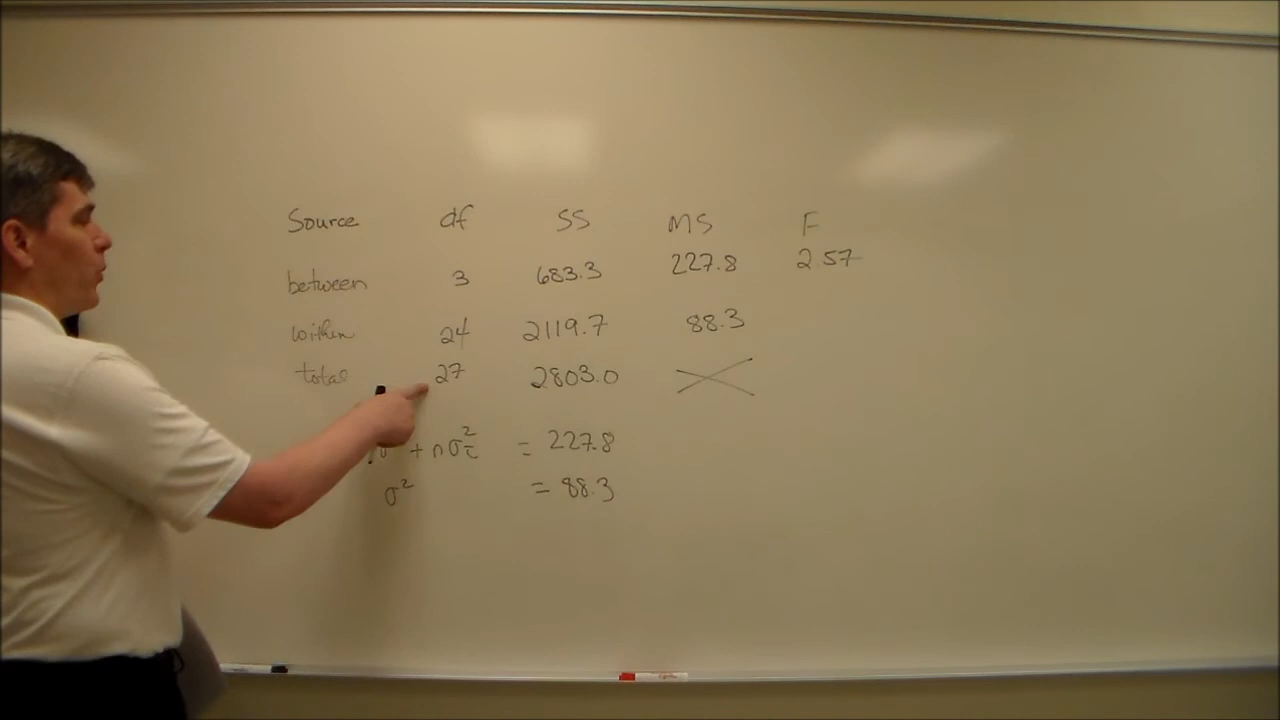 Source df SS MS F
between 3 683.3 227.8 2.57
within 24 2119.7 88.3
total 27 2803.0
+ nσ²τ = 227.8
σ² = 88.3